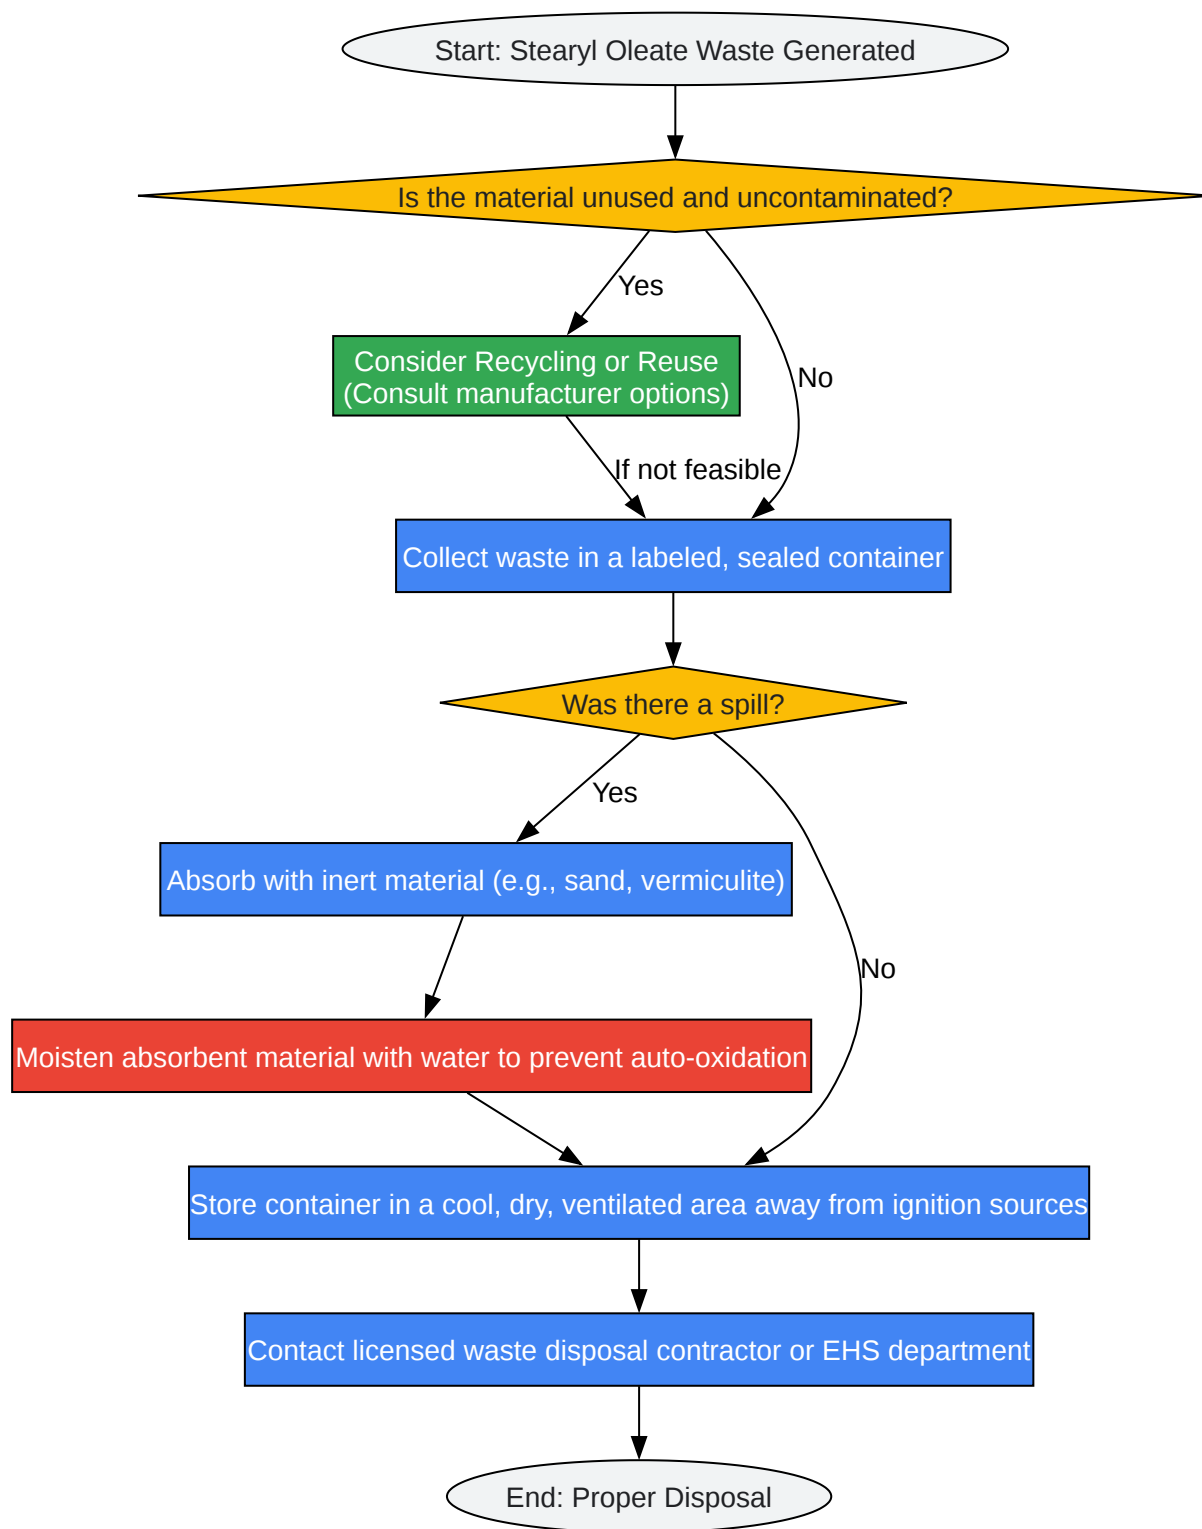 Start: Stearyl Oleate Waste Generated
Is the material unused and uncontaminated?
Yes
Consider Recycling or Reuse
(Consult manufacturer options)
No
If not feasible
Collect waste in a labeled, sealed container
Was there a spill?
Yes
Absorb with inert material (e.g., sand, vermiculite)
No
Moisten absorbent material with water to prevent auto-oxidation
Store container in a cool, dry, ventilated area away from ignition sources
Contact licensed waste disposal contractor or EHS department
End: Proper Disposal